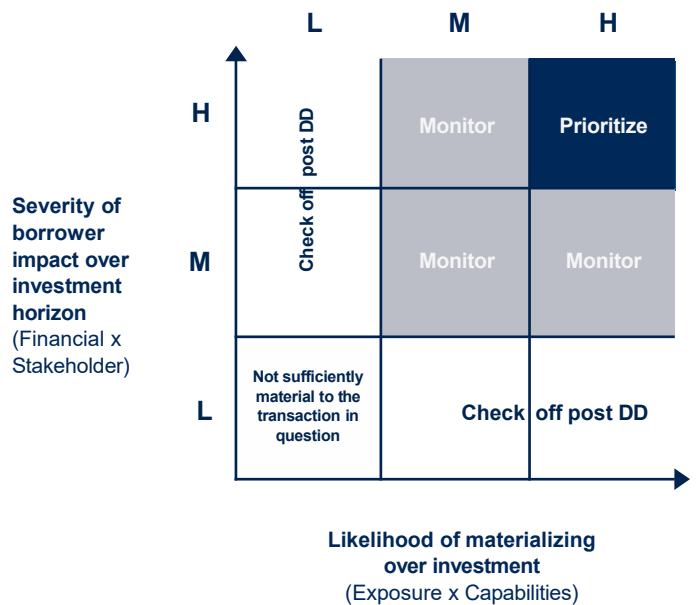 L M H
H
Check off post DD
Monitor
Prioritize
Severity of
borrower
impact over
investment
horizon
(Financial x
Stakeholder)
M
Monitor
Monitor
L
Not sufficiently
material to the
transaction in
question
Check off post DD
Likelihood of materializing
over investment
(Exposure x Capabilities)